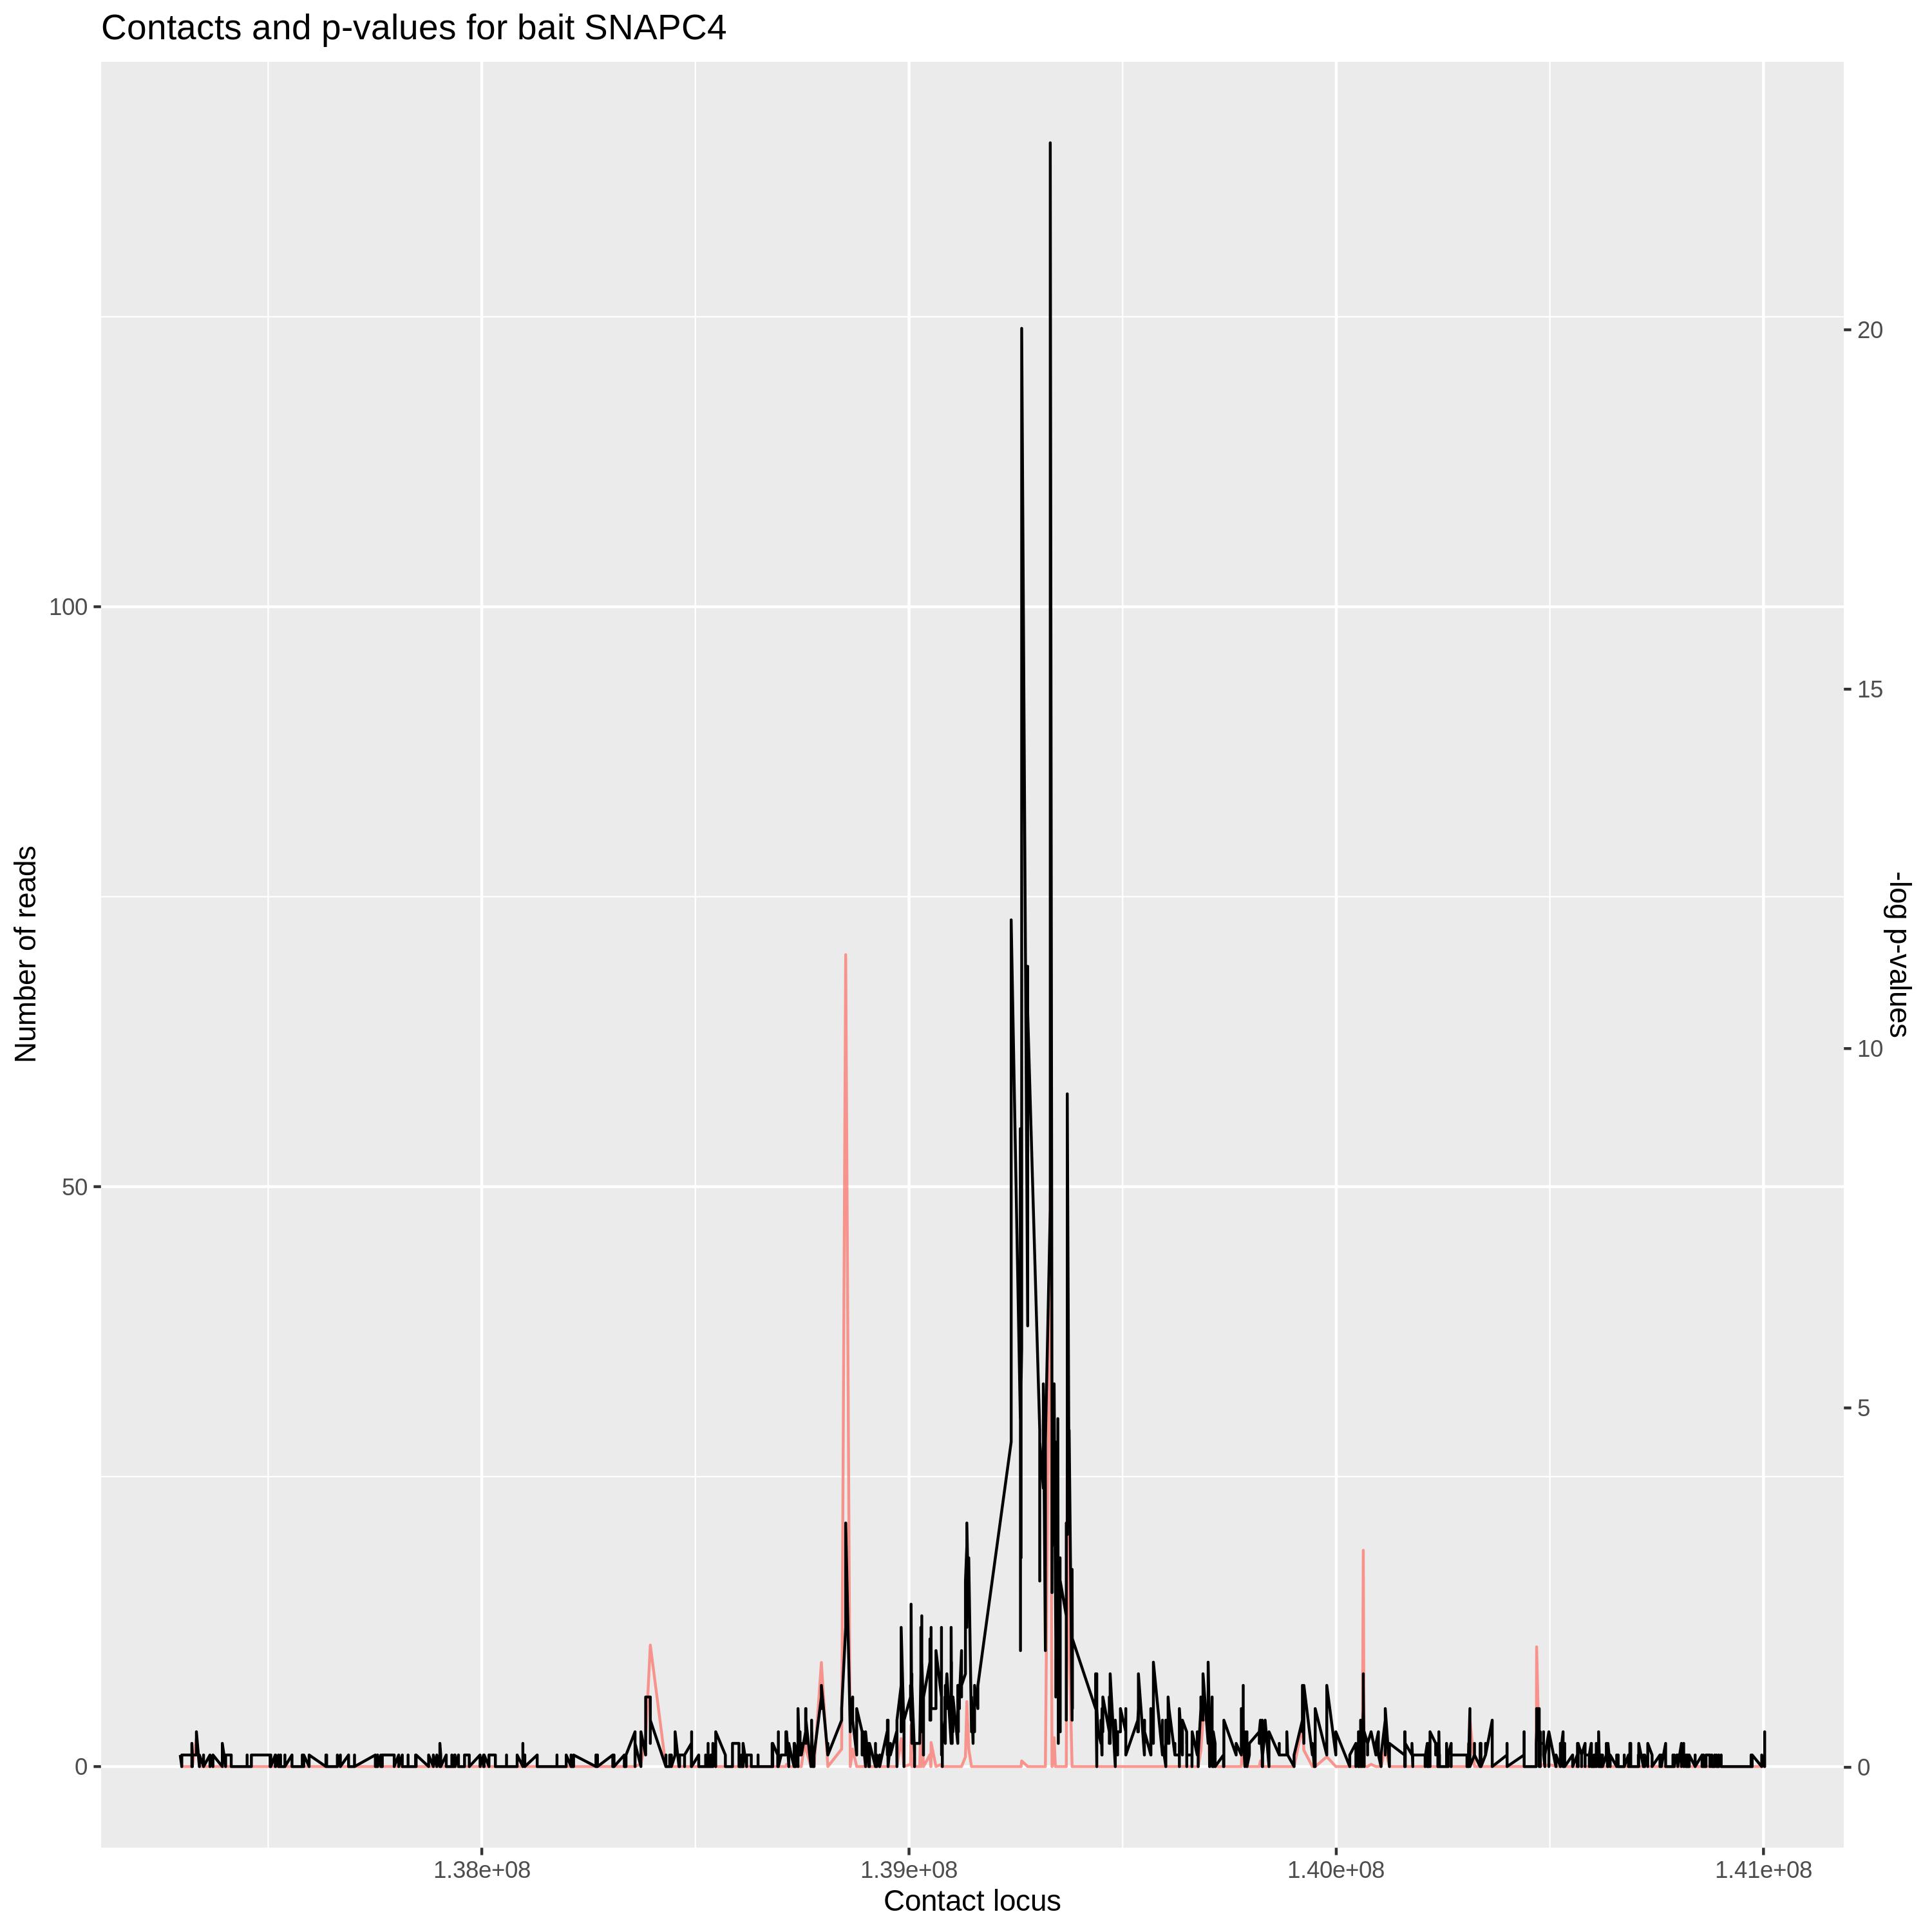 Contacts and p-values for bait SNAPC4
Number of reads
100
50
0
20
15
10
5
0
-log p-values
1.38e+08
1.39e+08
1.40e+08
1.41e+08
Contact locus